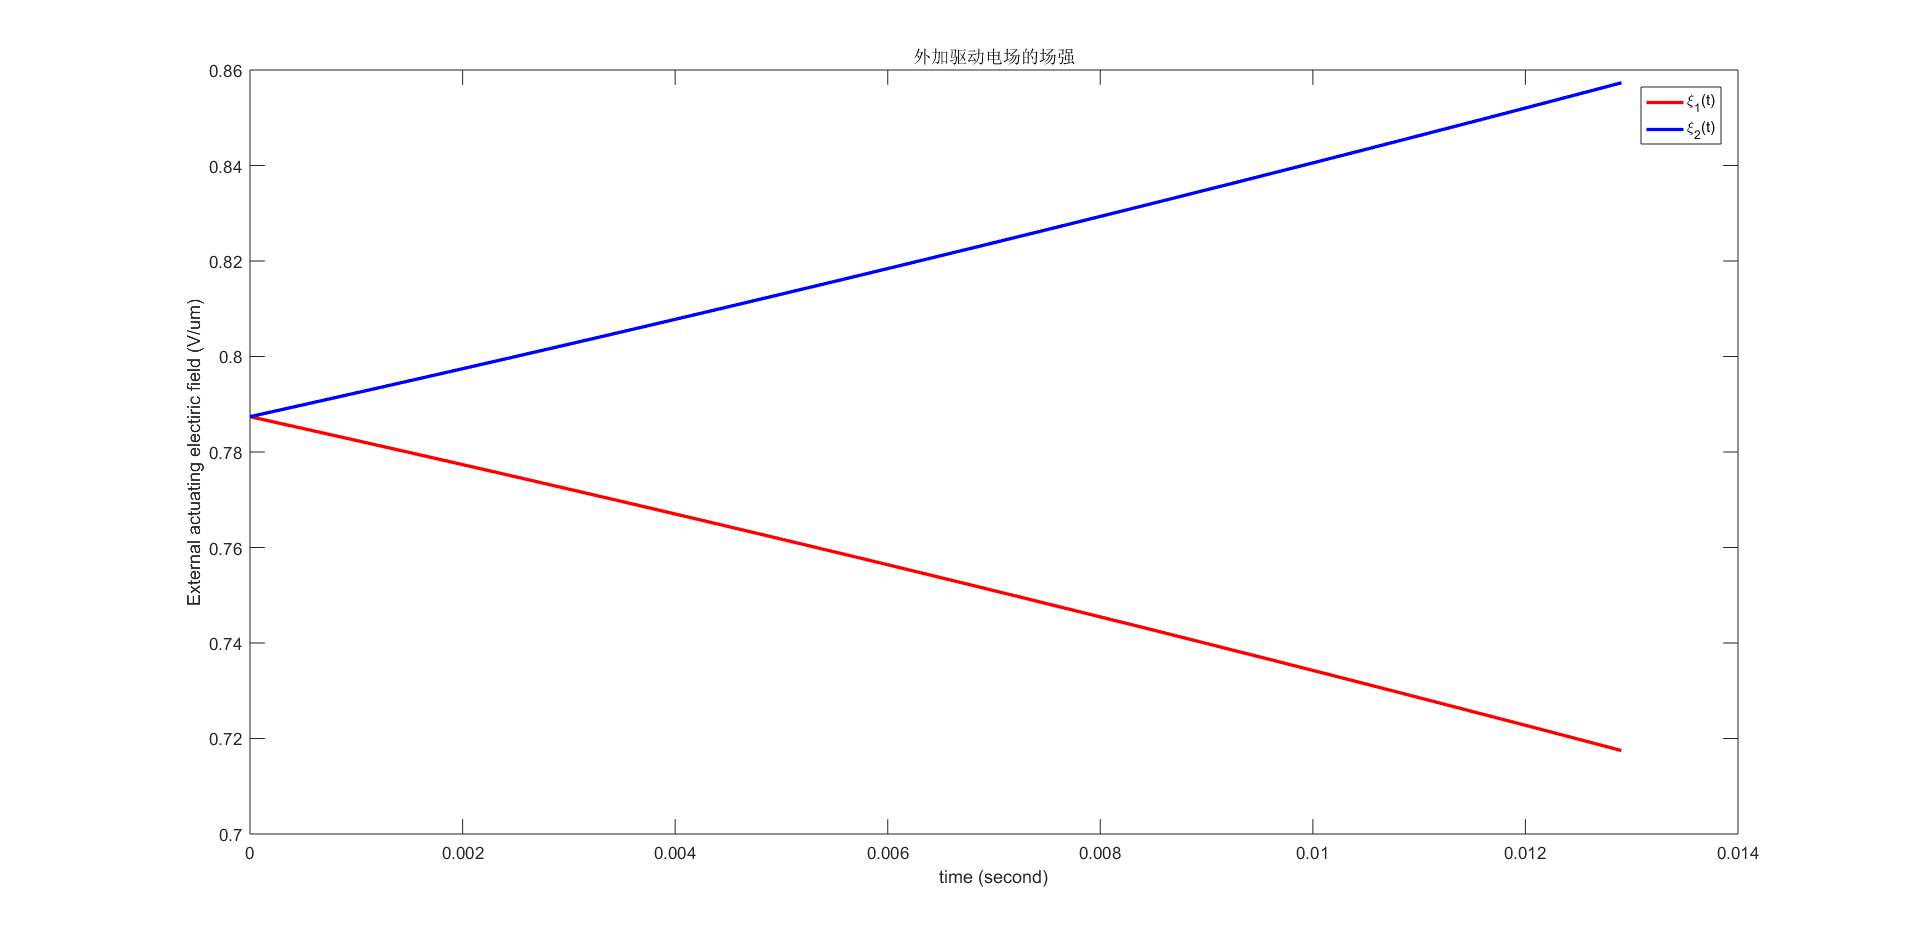 外加驱动电场的场强
0.86
0.84
0.82
0.8
0.78
0.76
0.74
0.72
0.7
External actuating electiric field (V/um)
ξ1(t)
ξ2(t)
0 0.002 0.004 0.006 0.008 0.01 0.012 0.014
time (second)